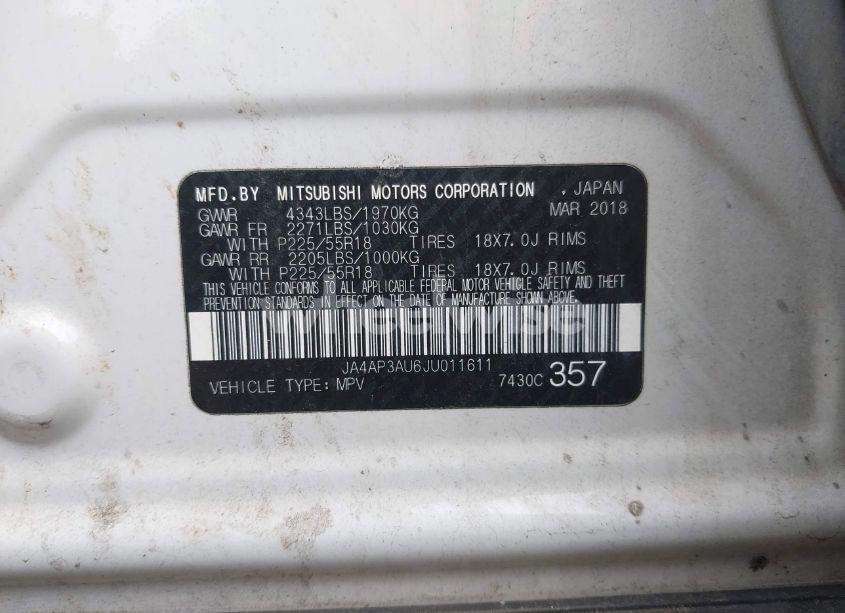 MFD.BY MITSUBISHI MOTORS CORPORATION , JAPAN
GVWR 4343LBS/1970KG MAR 2018
GAWR FR 2271LBS/1030KG
WITH P225/55R18 TIRES 18X7.0J RIMS
GAWR RR 2205LBS/1000KG
WITH P225/55R18 TIRES 18X7.0J RIMS
THIS VEHICLE CONFORMS TO ALL APPLICABLE FEDERAL MOTOR VEHICLE SAFETY AND THEFT
PREVENTION STANDARDS IN EFFECT ON THE DATE OF MANUFACTURE SHOWN ABOVE.
wheelwise
JA4AP3AU6JU011611
VEHICLE TYPE: MPV 7430C 357